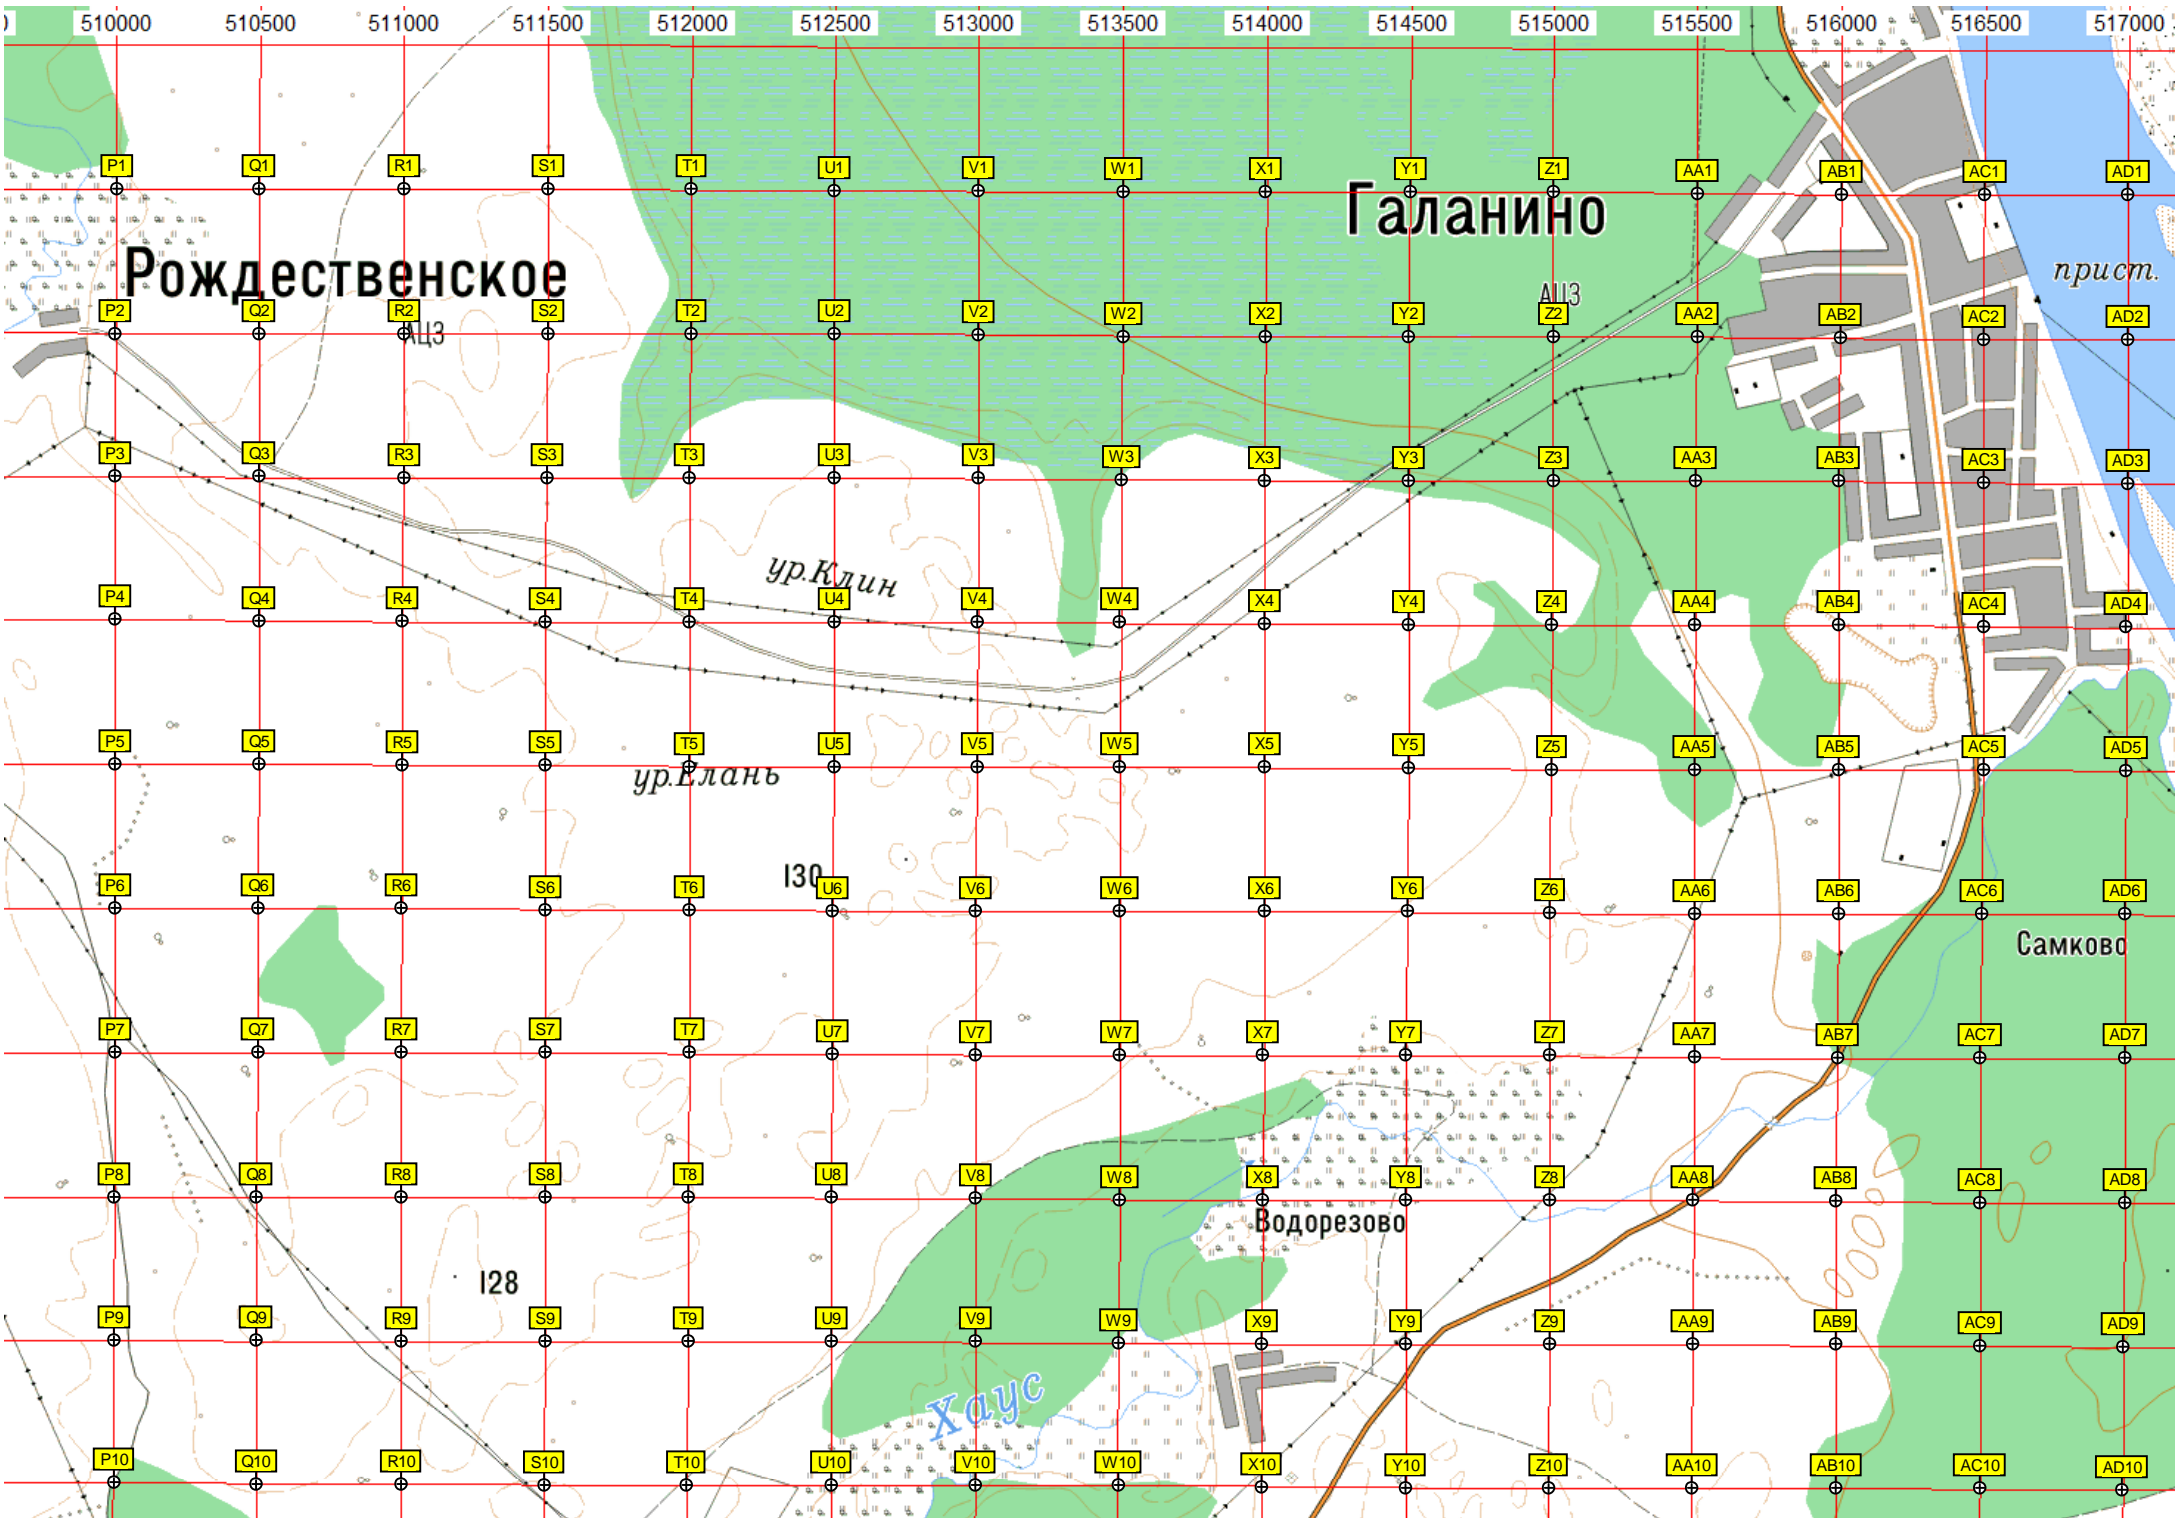 0 510000 510500 511000 511500 512000 512500 513000 513500 514000 514500 515000 515500 516000 516500 517000
P1 Q1 R1 S1 T1 U1 V1 W1 X1 Y1 Z1 AA1 AB1 AC1 AD1
Галанино
Рождественское
прист.
АЦЗ
P2 Q2 R2 S2 T2 U2 V2 W2 X2 Y2 Z2 AA2 AB2 AC2 AD2
АЦЗ
P3 Q3 R3 S3 T3 U3 V3 W3 X3 Y3 Z3 AA3 AB3 AC3 AD3
ур.Клин
P4 Q4 R4 S4 T4 U4 V4 W4 X4 Y4 Z4 AA4 AB4 AC4 AD4
P5 Q5 R5 S5 T5 U5 V5 W5 X5 Y5 Z5 AA5 AB5 AC5 AD5
ур.Елань
130
P6 Q6 R6 S6 T6 U6 V6 W6 X6 Y6 Z6 AA6 AB6 AC6 AD6
Самково
P7 Q7 R7 S7 T7 U7 V7 W7 X7 Y7 Z7 AA7 AB7 AC7 AD7
P8 Q8 R8 S8 T8 U8 V8 W8 X8 Y8 Z8 AA8 AB8 AC8 AD8
Водорезово
128
P9 Q9 R9 S9 T9 U9 V9 W9 X9 Y9 Z9 AA9 AB9 AC9 AD9
Хаус
P10 Q10 R10 S10 T10 U10 V10 W10 X10 Y10 Z10 AA10 AB10 AC10 AD10